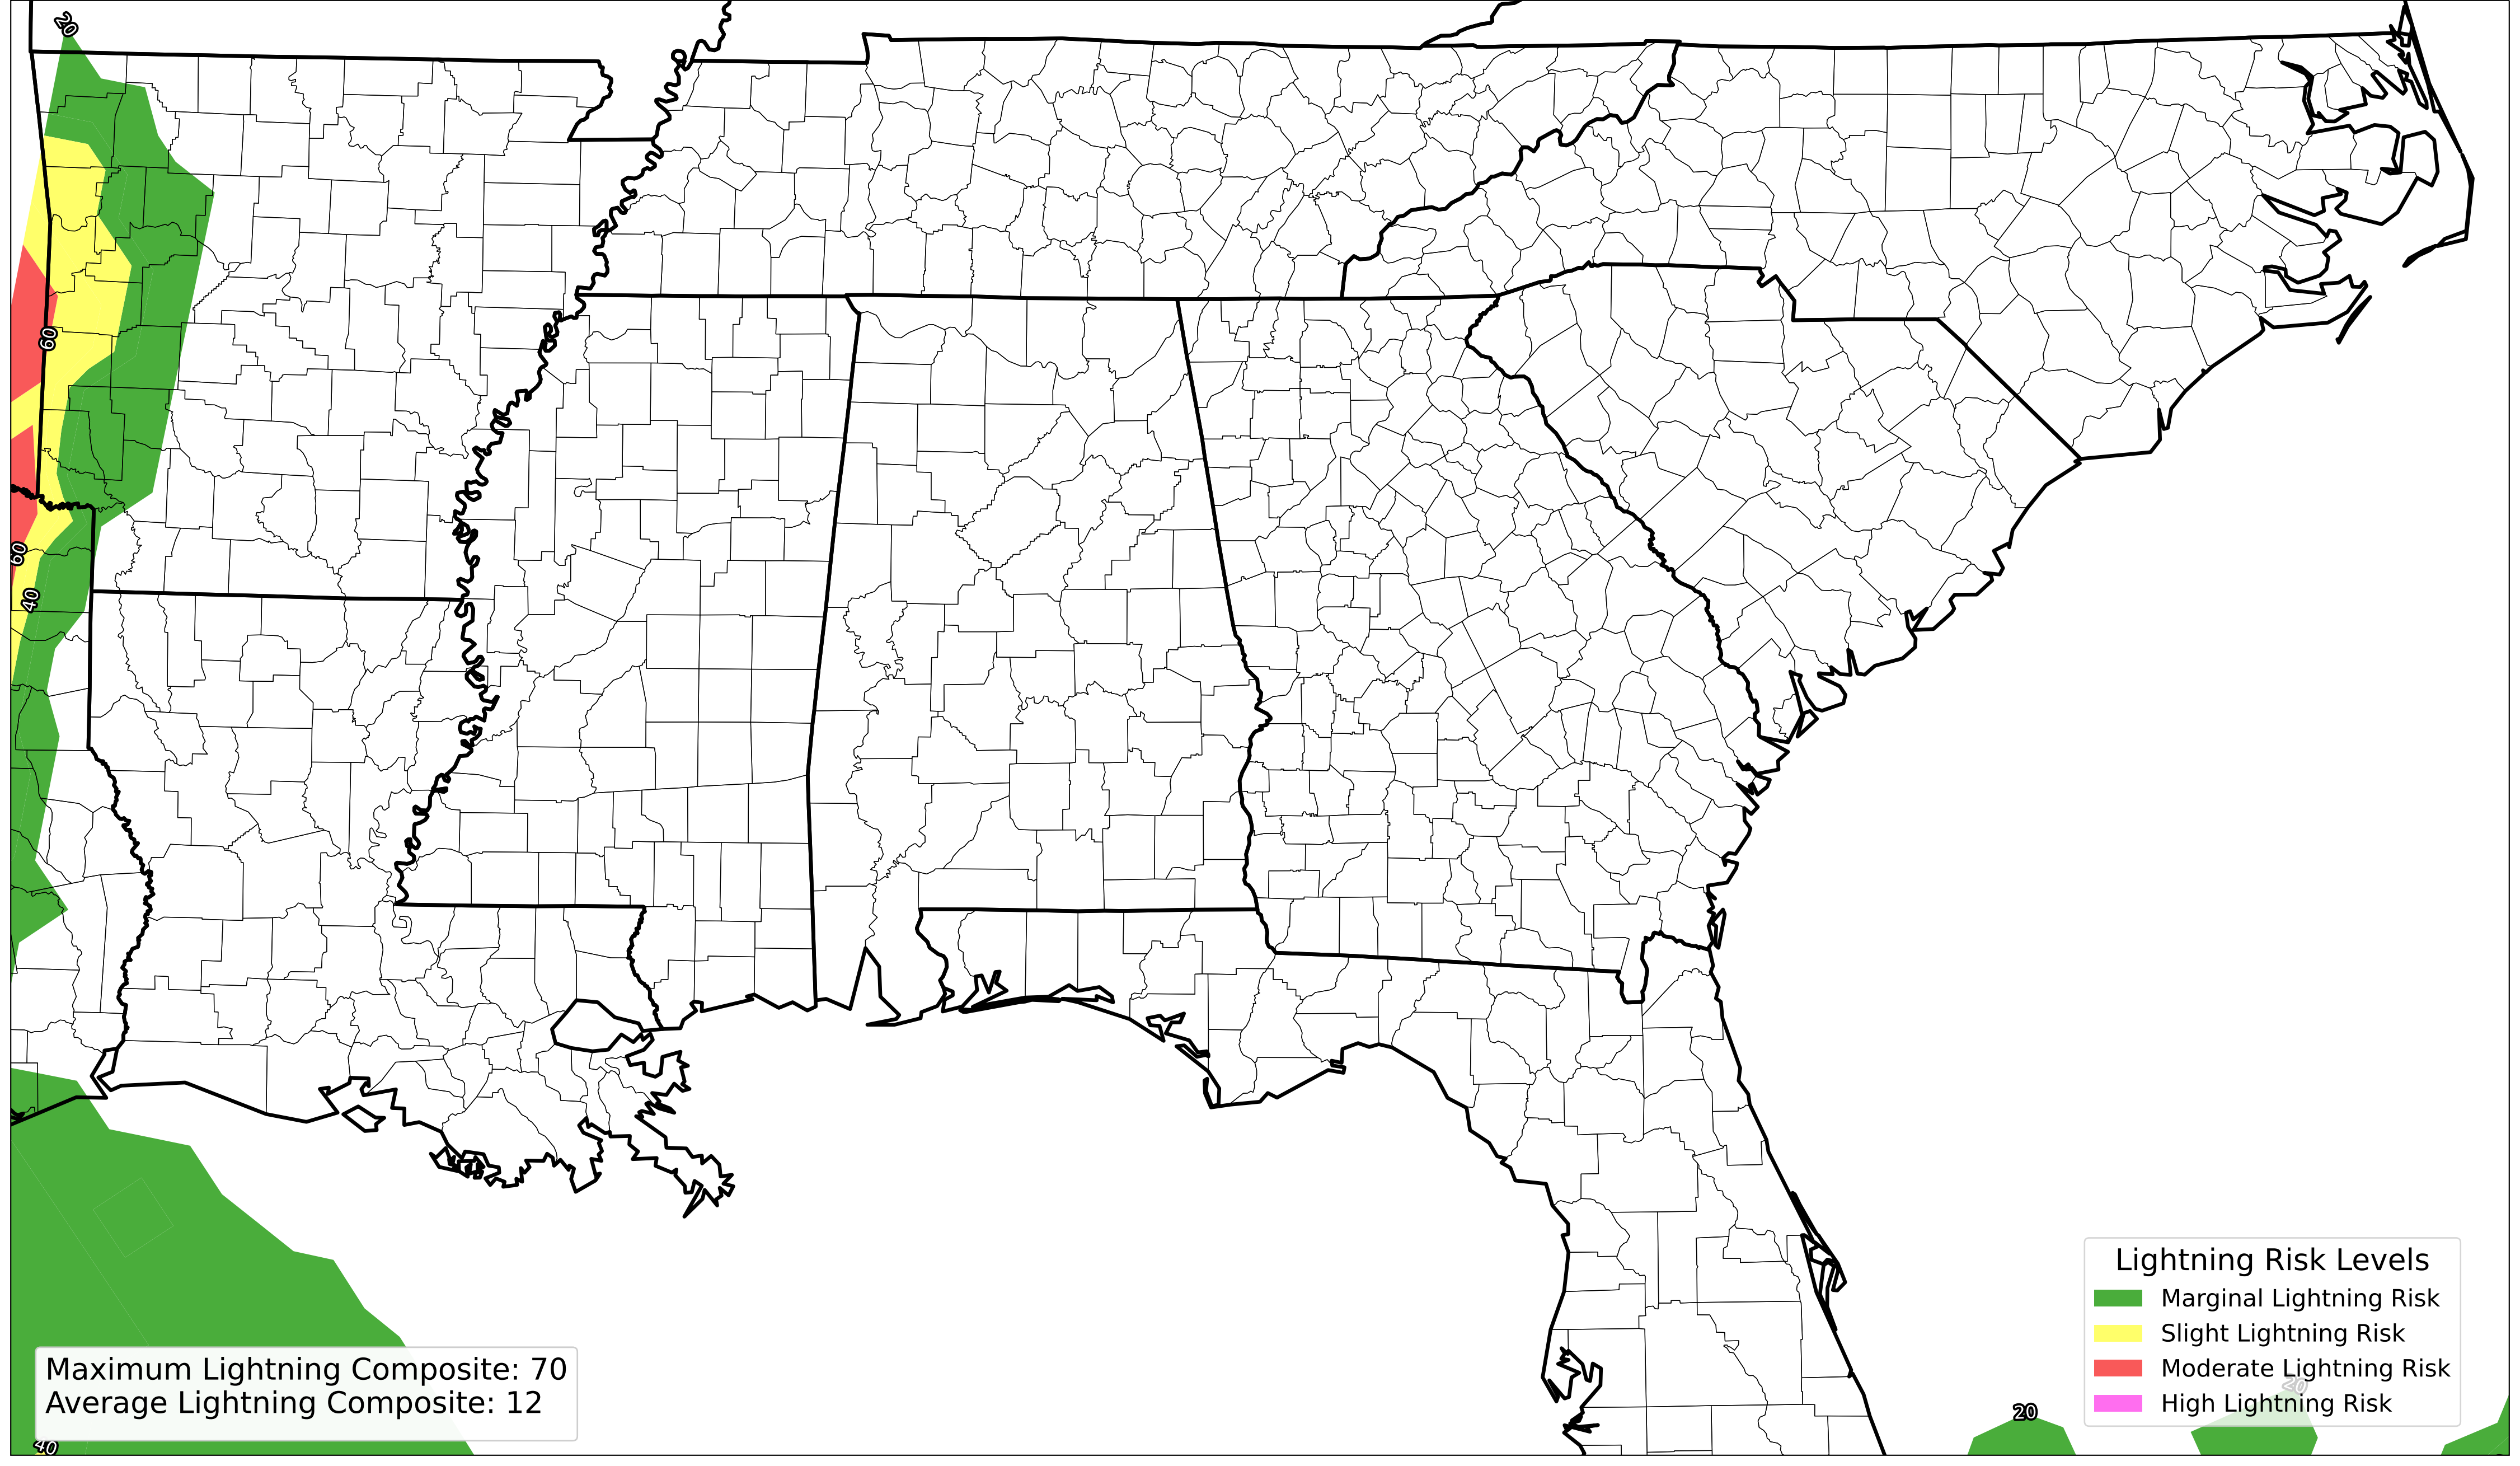 20
60
60
40
Maximum Lightning Composite: 70
Average Lightning Composite: 12
40
Lightning Risk Levels
Marginal Lightning Risk
Slight Lightning Risk
Moderate Lightning Risk
20
High Lightning Risk
20